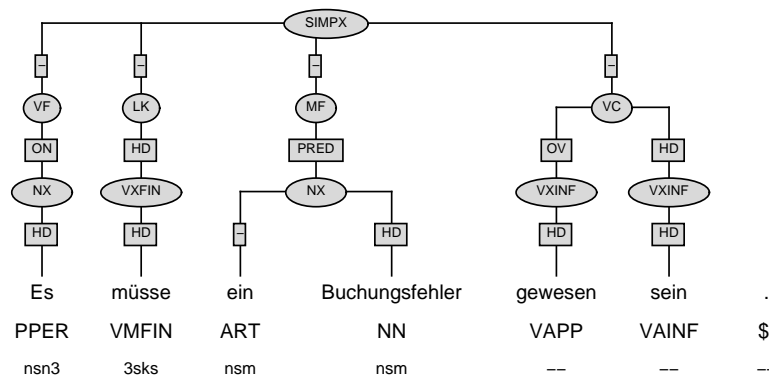 SIMPX
– – – –
VF LK MF VC
ON HD PRED OV HD
NX VXFIN NX VXINF VXINF
HD HD – HD HD HD
Es müsse ein Buchungsfehler gewesen sein .
PPER VMFIN ART NN VAPP VAINF $
nsn3 3sks nsm nsm –– –– ––